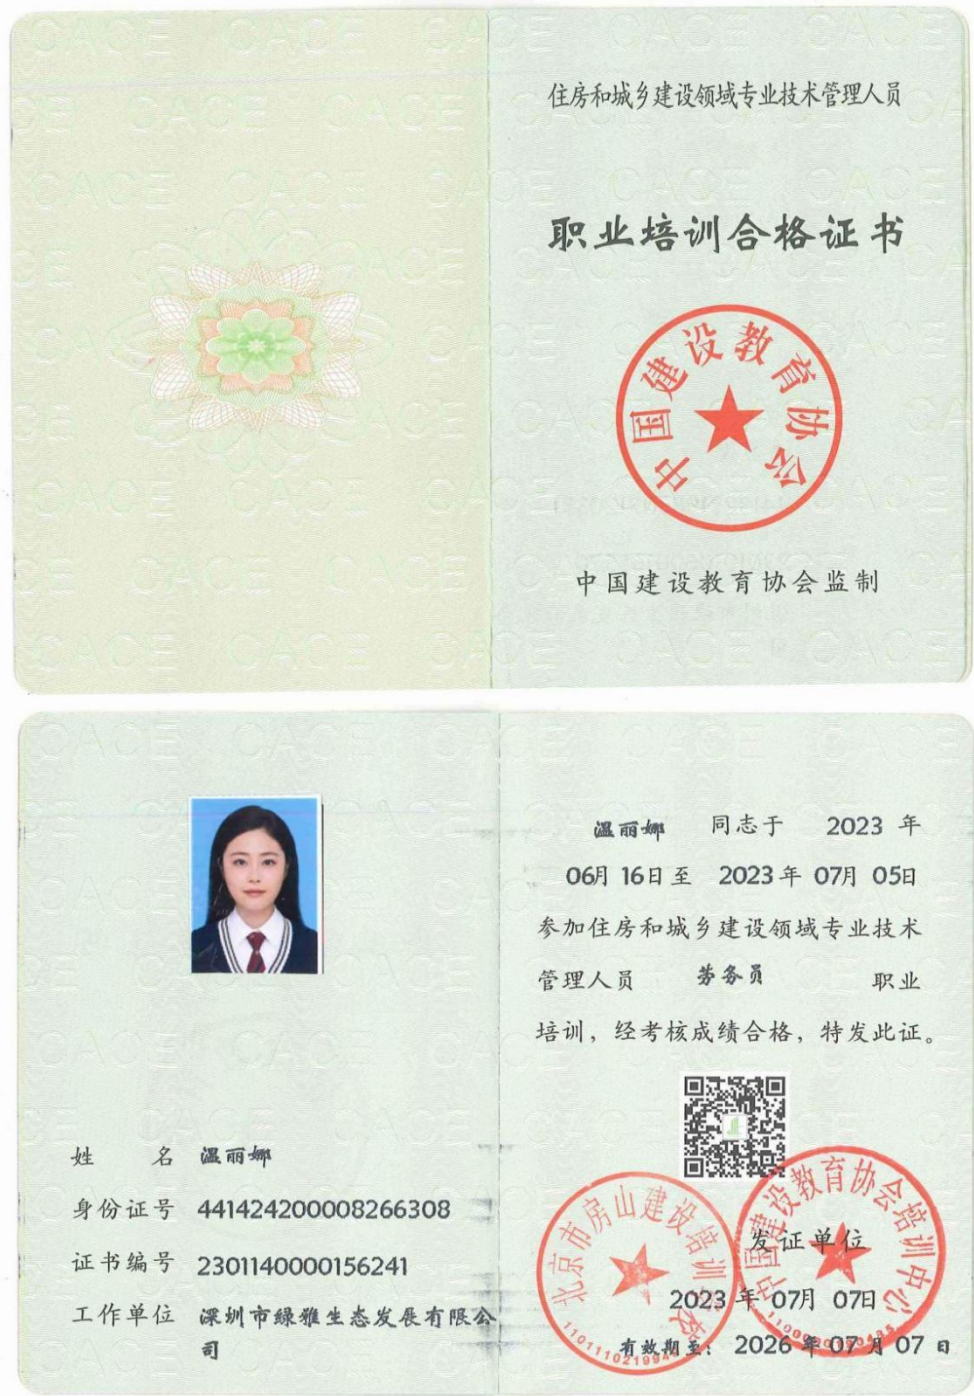 住房和城乡建设领域专业技术管理人员
职业培训合格证书
中国建设教育协会
中国建设教育协会监制
温丽娜 同志于 2023 年
06月 16日至 2023年 07月 05日
参加住房和城乡建设领域专业技术
管理人员 劳务员 职业
培训，经考核成绩合格，特发此证。
姓 名 温丽娜
身份证号 441424200008266308
证书编号 2301140000156241
工作单位 深圳市绿雅生态发展有限公
司
北京市房山建设培训学校
中国建设教育协会培训中心
发证单位
2023 年 07月 07日
有效期至： 2026 年 07 月 07 日
CACE